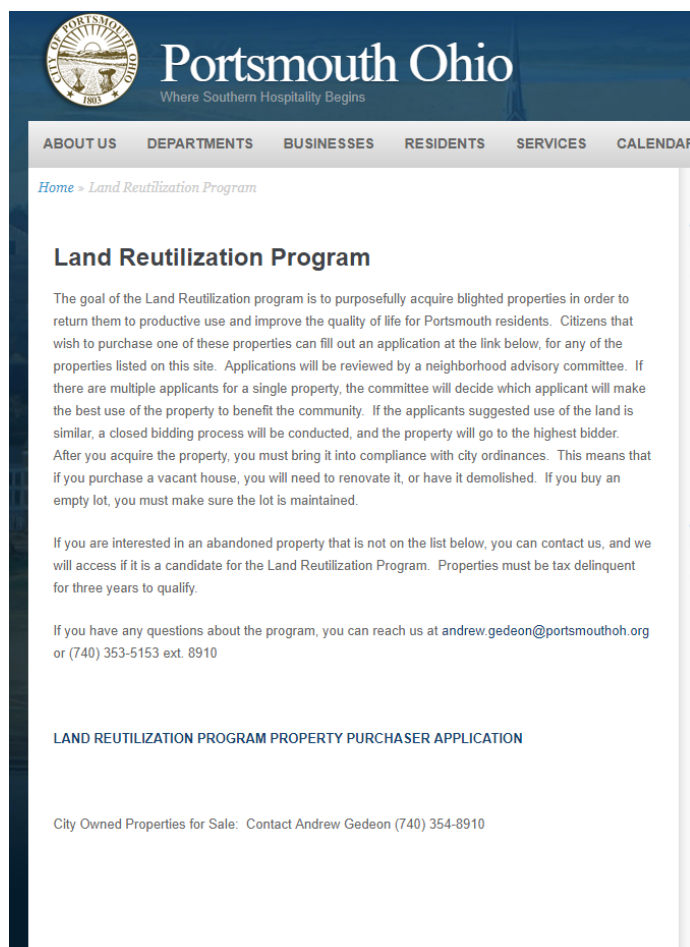 CITY OF PORTSMOUTH OHIO
1803
Portsmouth Ohio
Where Southern Hospitality Begins
ABOUT US DEPARTMENTS BUSINESSES RESIDENTS SERVICES CALENDAR
Home » Land Reutilization Program
Land Reutilization Program
The goal of the Land Reutilization program is to purposefully acquire blighted properties in order to
return them to productive use and improve the quality of life for Portsmouth residents. Citizens that
wish to purchase one of these properties can fill out an application at the link below, for any of the
properties listed on this site. Applications will be reviewed by a neighborhood advisory committee. If
there are multiple applicants for a single property, the committee will decide which applicant will make
the best use of the property to benefit the community. If the applicants suggested use of the land is
similar, a closed bidding process will be conducted, and the property will go to the highest bidder.
After you acquire the property, you must bring it into compliance with city ordinances. This means that
if you purchase a vacant house, you will need to renovate it, or have it demolished. If you buy an
empty lot, you must make sure the lot is maintained.
If you are interested in an abandoned property that is not on the list below, you can contact us, and we
will access if it is a candidate for the Land Reutilization Program. Properties must be tax delinquent
for three years to qualify.
If you have any questions about the program, you can reach us at andrew.gedeon@portsmouthoh.org
or (740) 353-5153 ext. 8910
LAND REUTILIZATION PROGRAM PROPERTY PURCHASER APPLICATION
City Owned Properties for Sale: Contact Andrew Gedeon (740) 354-8910